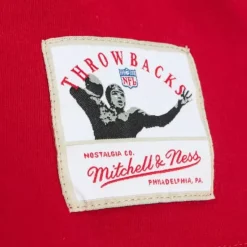 THROWBACKS
NFL
NOSTALGIA CO.
Mitchell & Ness
PHILADELPHIA, PA.